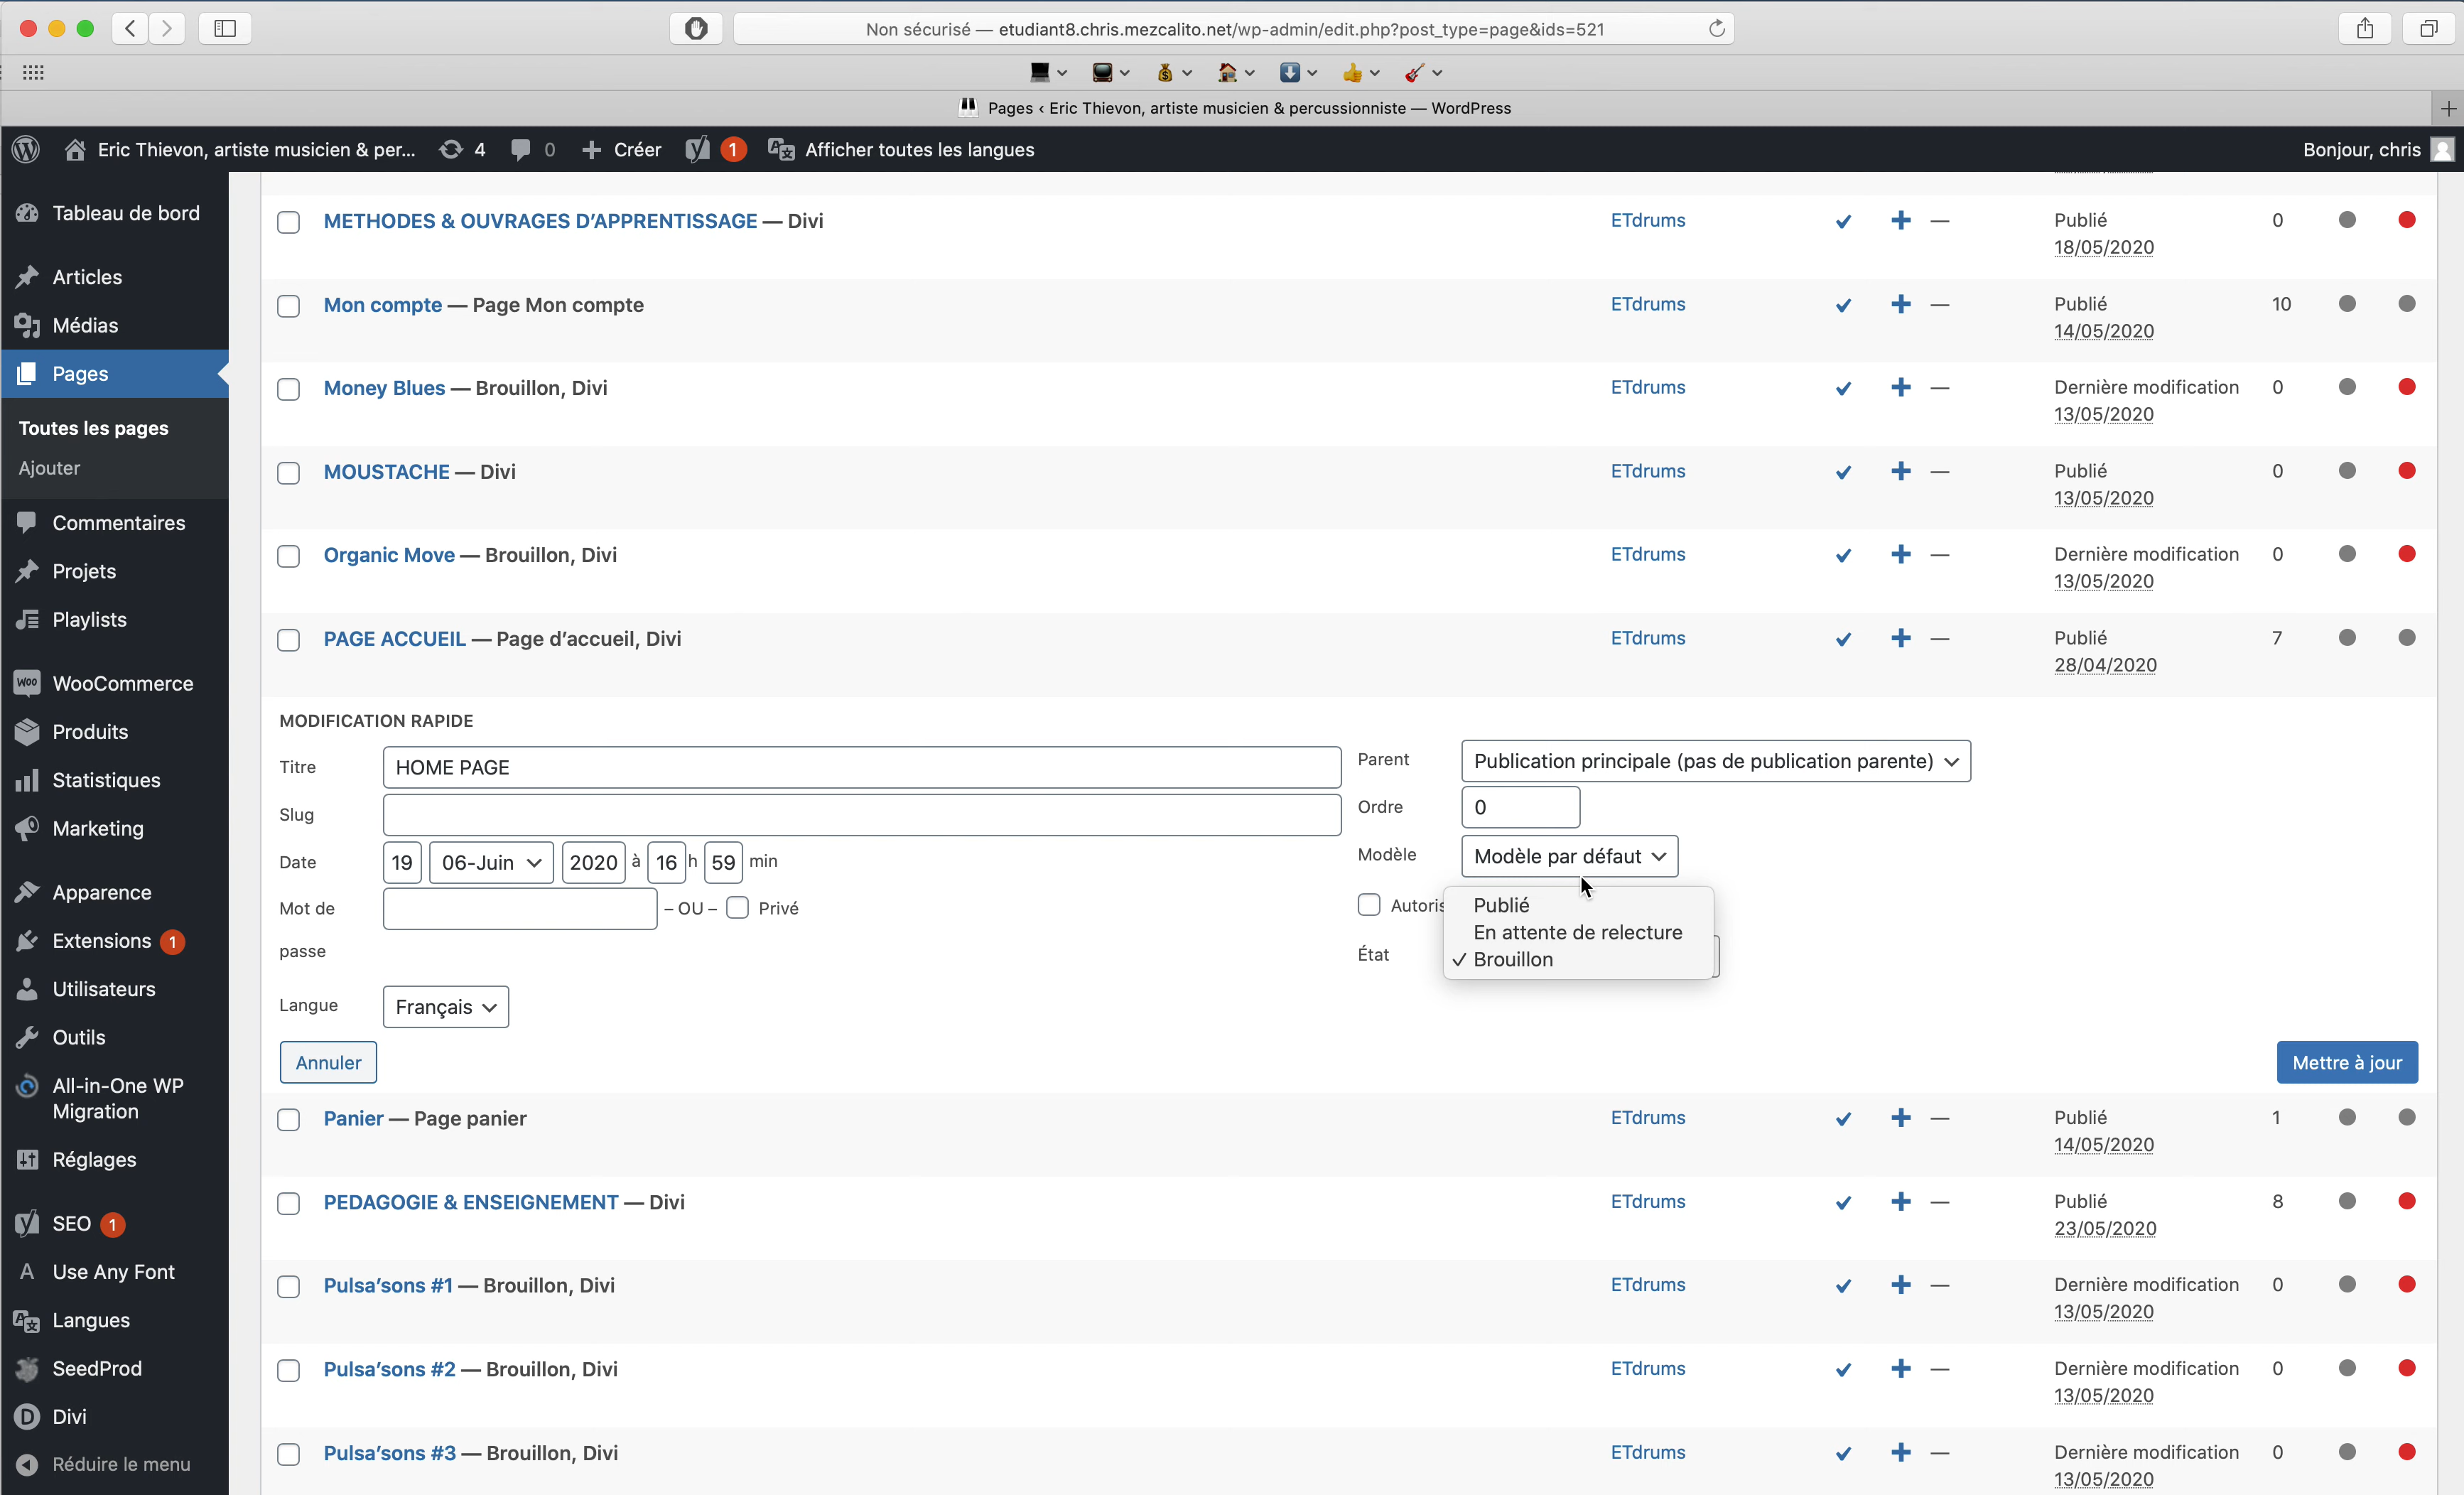 Non sécurisé — etudiant8.chris.mezcalito.net/wp-admin/edit.php?post_type=page&ids=521
Pages ‹ Eric Thievon, artiste musicien & percussionniste — WordPress
Eric Thievon, artiste musicien & per... 4 0 Créer 1 Afficher toutes les langues Bonjour, chris
Tableau de bord
Articles
Médias
Pages
Toutes les pages
Ajouter
Commentaires
Projets
Playlists
WooCommerce
Produits
Statistiques
Marketing
Apparence
Extensions 1
Utilisateurs
Outils
All-in-One WP
Migration
Réglages
SEO 1
Use Any Font
Langues
SeedProd
Divi
Réduire le menu
METHODES & OUVRAGES D’APPRENTISSAGE — Divi ETdrums — Publié 0
18/05/2020
Mon compte — Page Mon compte ETdrums — Publié 10
14/05/2020
Money Blues — Brouillon, Divi ETdrums — Dernière modification 0
13/05/2020
MOUSTACHE — Divi ETdrums — Publié 0
13/05/2020
Organic Move — Brouillon, Divi ETdrums — Dernière modification 0
13/05/2020
PAGE ACCUEIL — Page d’accueil, Divi ETdrums — Publié 7
28/04/2020
MODIFICATION RAPIDE
Titre HOME PAGE
Slug
Date 19 06-Juin 2020 à 16 h 59 min
Mot de
passe
– OU – Privé
Langue Français
Parent Publication principale (pas de publication parente)
Ordre 0
Modèle Modèle par défaut
Autoris
État
Publié
En attente de relecture
✓ Brouillon
Annuler Mettre à jour
Panier — Page panier ETdrums — Publié 1
14/05/2020
PEDAGOGIE & ENSEIGNEMENT — Divi ETdrums — Publié 8
23/05/2020
Pulsa’sons #1 — Brouillon, Divi ETdrums — Dernière modification 0
13/05/2020
Pulsa’sons #2 — Brouillon, Divi ETdrums — Dernière modification 0
13/05/2020
Pulsa’sons #3 — Brouillon, Divi ETdrums — Dernière modification 0
13/05/2020